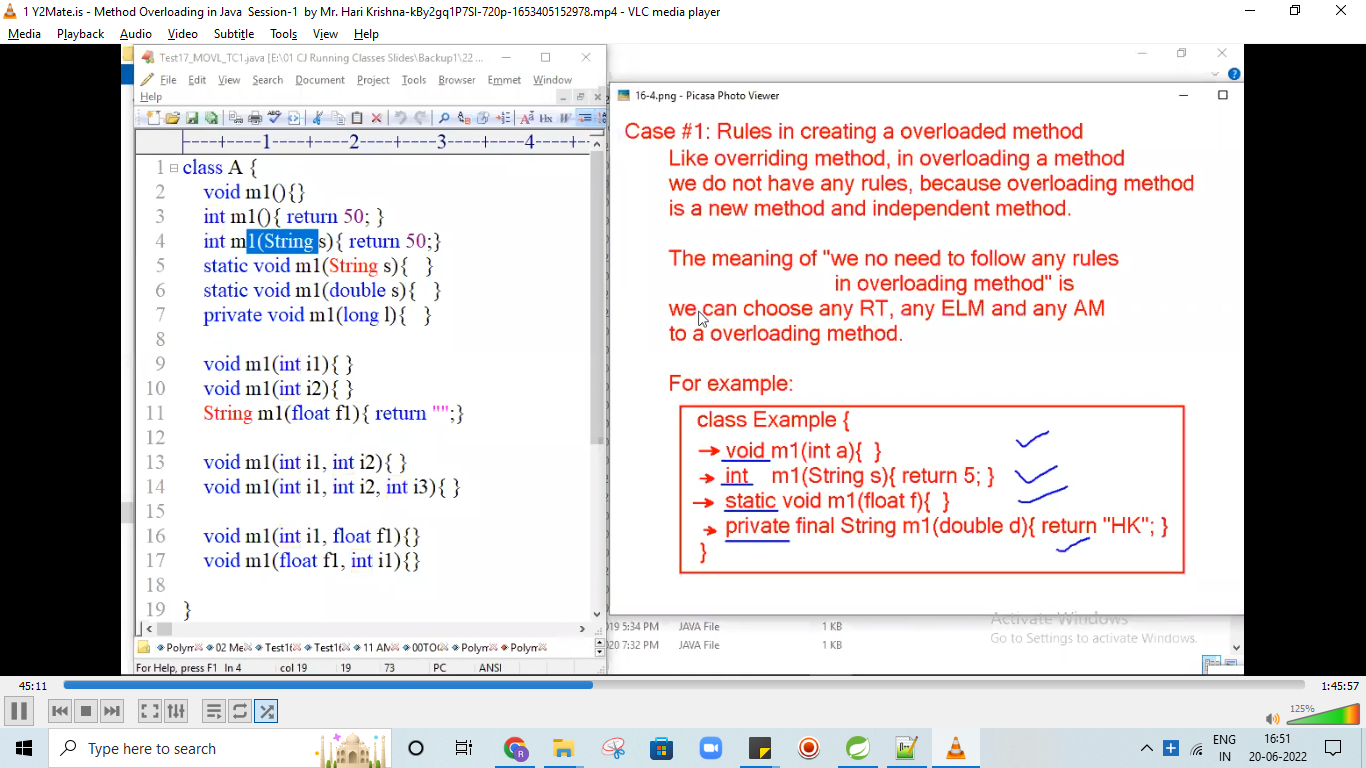 1 Y2Mate.is - Method Overloading in Java Session-1 by Mr. Hari Krishna-kBy2gq1P7SI-720p-1653405152978.mp4 - VLC media player
Media Playback Audio Video Subtitle Tools View Help
Test17_MOVL_TC1.java [E:\01 CJ Running Classes Slides\Backup1\22 ...
File Edit View Search Document Project Tools Browser Emmet Window
Help
----+----1----+----2----+----3----+----4----+--
1 class A {
2 void m1(){}
3 int m1(){ return 50; }
4 int m1(String s){ return 50;}
5 static void m1(String s){ }
6 static void m1(double s){ }
7 private void m1(long l){ }
8
9 void m1(int i1){ }
10 void m1(int i2){ }
11 String m1(float f1){ return "";}
12
13 void m1(int i1, int i2){ }
14 void m1(int i1, int i2, int i3){ }
15
16 void m1(int i1, float f1){}
17 void m1(float f1, int i1){}
18
19 }
Polym 02 Me Test1 Test1 11 AM 00TO Polym Polym
For Help, press F1 ln 4 col 19 19 73 PC ANSI
16-4.png - Picasa Photo Viewer
Case #1: Rules in creating a overloaded method
Like overriding method, in overloading a method
we do not have any rules, because overloading method
is a new method and independent method.
The meaning of "we no need to follow any rules
in overloading method" is
we can choose any RT, any ELM and any AM
to a overloading method.
For example:
class Example {
void m1(int a){ }
int m1(String s){ return 5; }
static void m1(float f){ }
private final String m1(double d){ return "HK"; }
}
Activate Windows
Go to Settings to activate Windows.
019 5:34 PM JAVA File 1 KB
020 7:32 PM JAVA File 1 KB
45:11 1:45:57
125%
Type here to search
R
ENG
IN
16:51
20-06-2022